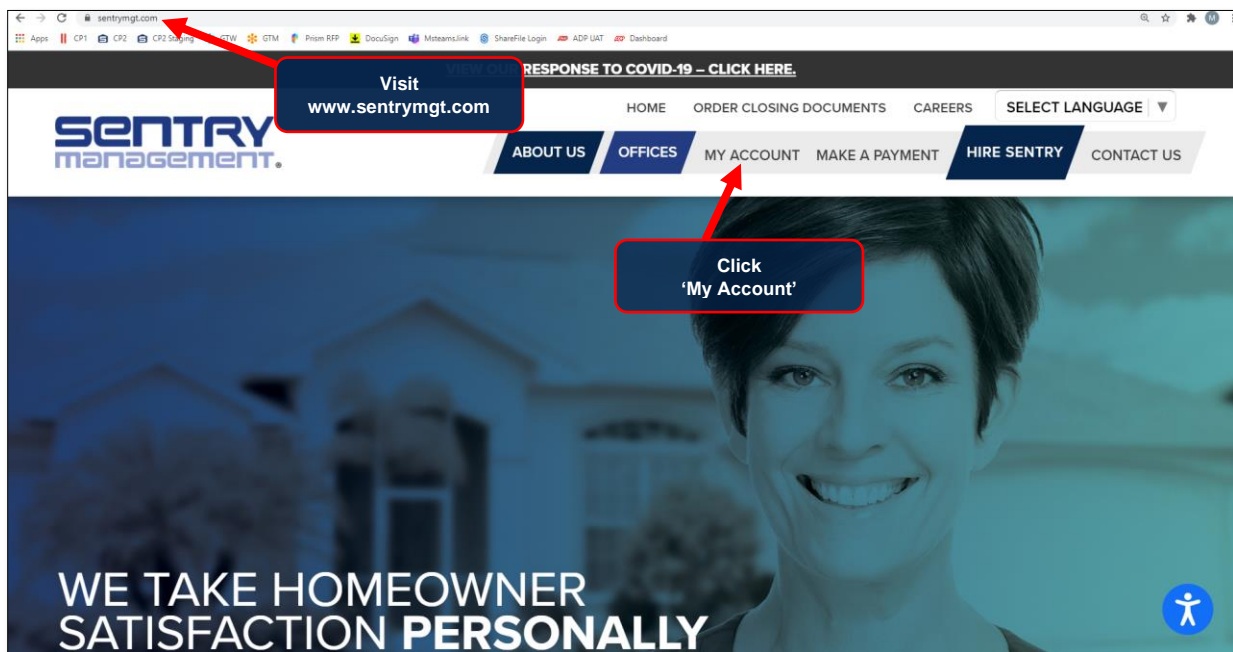 sentrymgt.com
Apps CP1 CP2 CP2 Staging GTW GTM Prism RFP DocuSign Msteams.link ShareFile Login ADP UAT Dashboard
VIEW OUR RESPONSE TO COVID-19 – CLICK HERE.
Visit
www.sentrymgt.com
HOME ORDER CLOSING DOCUMENTS CAREERS SELECT LANGUAGE
sentry
management.
ABOUT US OFFICES MY ACCOUNT MAKE A PAYMENT HIRE SENTRY CONTACT US
Click
‘My Account’
WE TAKE HOMEOWNER
SATISFACTION PERSONALLY
M